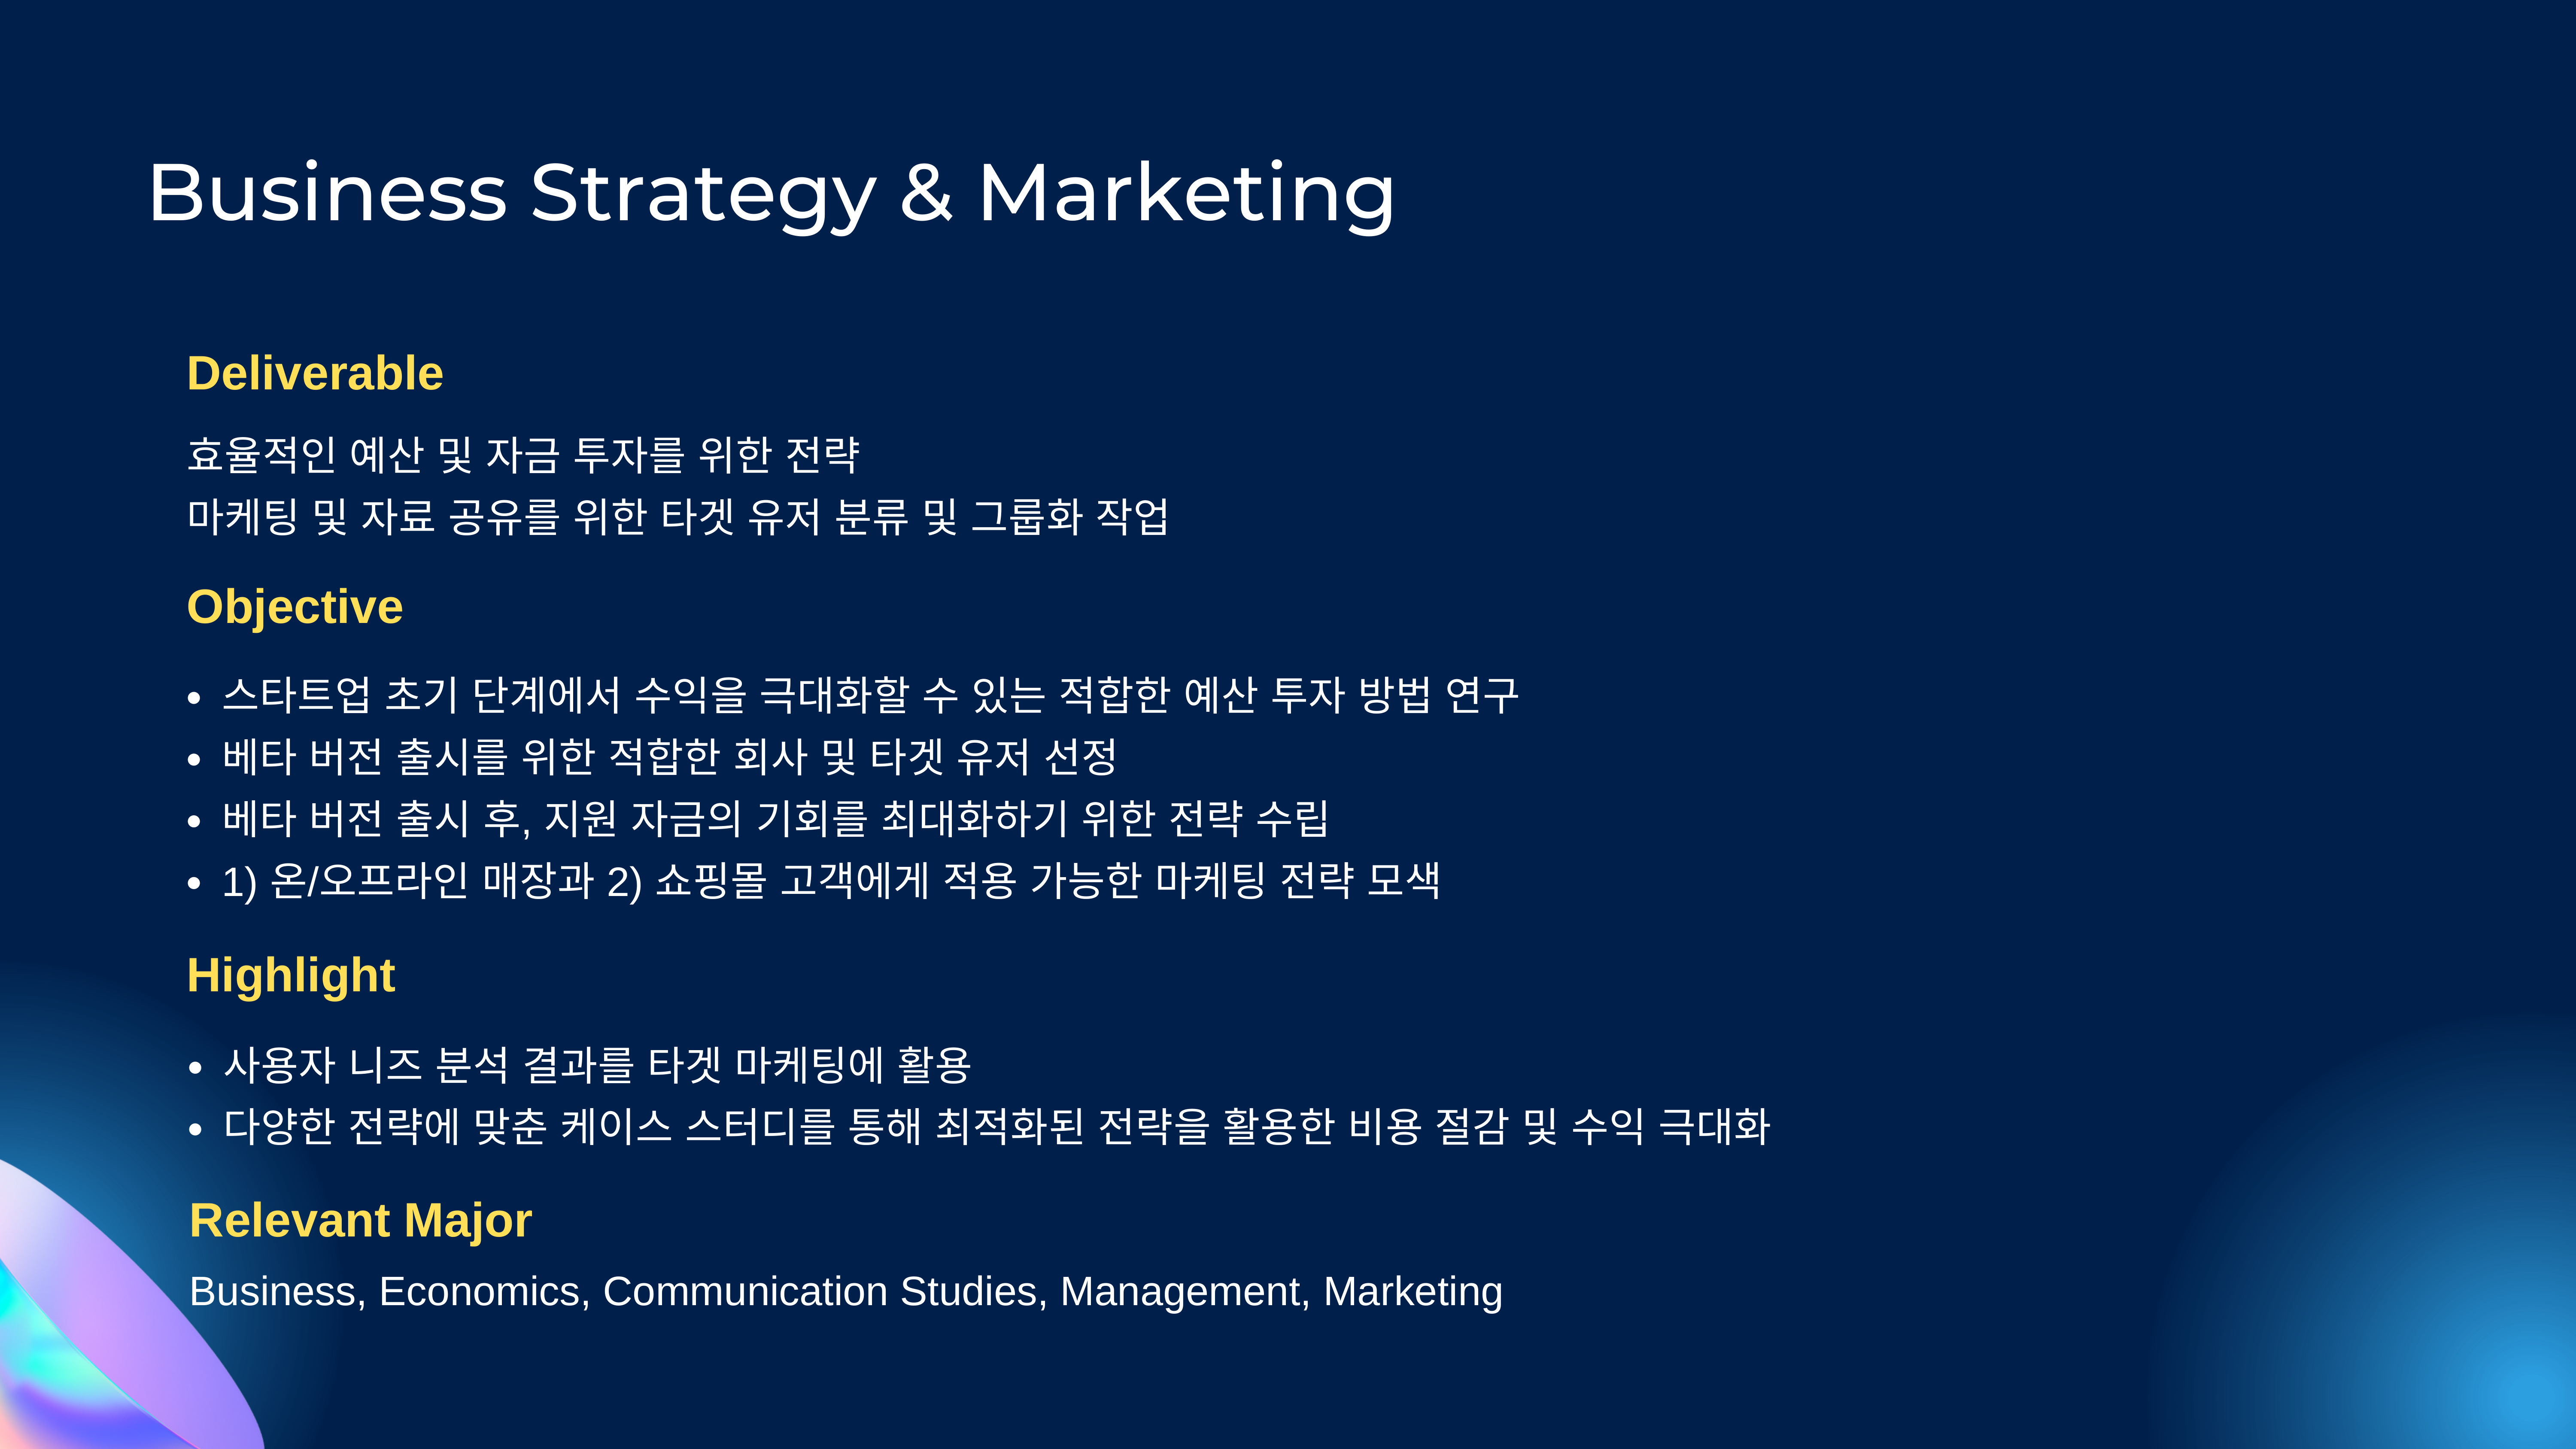 Business Strategy & Marketing
Deliverable
효율적인 예산 및 자금 투자를 위한 전략
마케팅 및 자료 공유를 위한 타겟 유저 분류 및 그룹화 작업
Objective
• 스타트업 초기 단계에서 수익을 극대화할 수 있는 적합한 예산 투자 방법 연구
• 베타 버전 출시를 위한 적합한 회사 및 타겟 유저 선정
• 베타 버전 출시 후, 지원 자금의 기회를 최대화하기 위한 전략 수립
• 1) 온/오프라인 매장과 2) 쇼핑몰 고객에게 적용 가능한 마케팅 전략 모색
Highlight
• 사용자 니즈 분석 결과를 타겟 마케팅에 활용
• 다양한 전략에 맞춘 케이스 스터디를 통해 최적화된 전략을 활용한 비용 절감 및 수익 극대화
Relevant Major
Business, Economics, Communication Studies, Management, Marketing